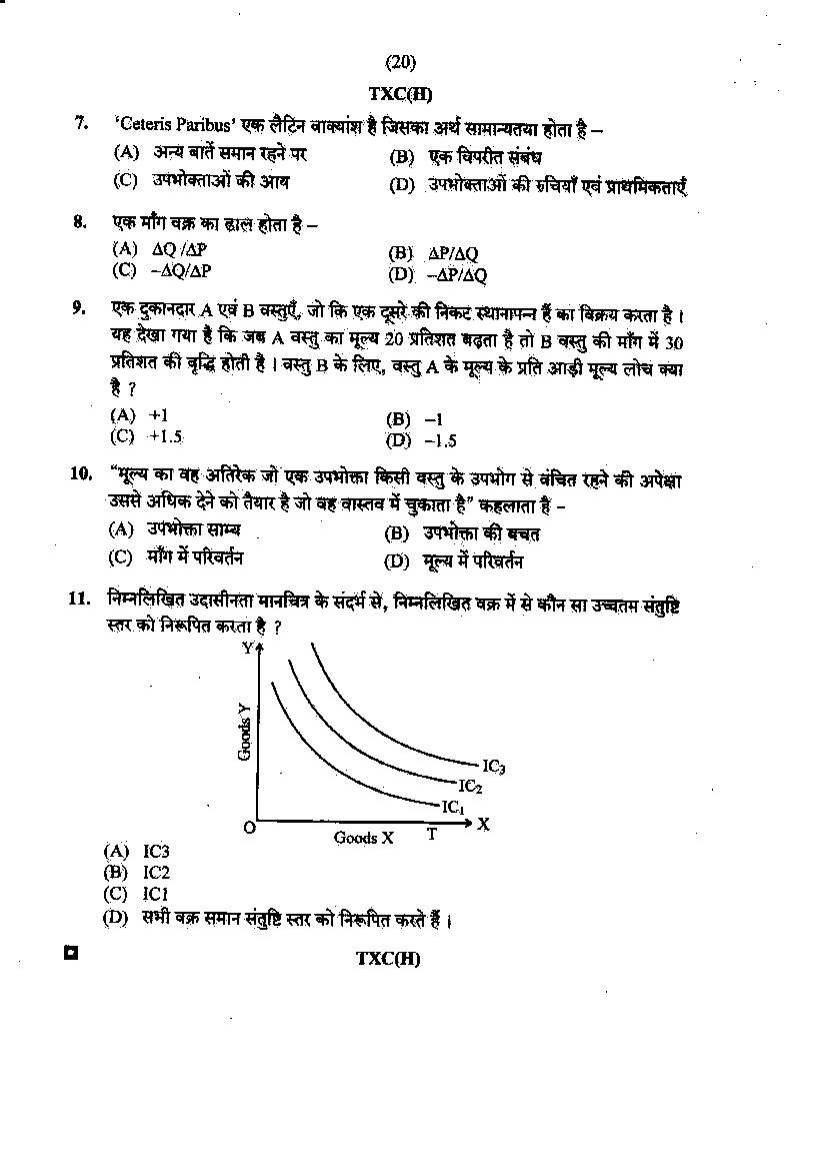 (20)
TXC(H)
7. ‘Ceteris Paribus’ एक लैटिन वाक्यांश है जिसका अर्थ सामान्यतया होता है –
(A) अन्य बातें समान रहने पर (B) एक विपरीत संबंध
(C) उपभोक्ताओं की आय (D) उपभोक्ताओं की रुचियाँ एवं प्राथमिकताएँ
8. एक माँग वक्र का ढाल होता है –
(A) ΔQ /ΔP (B) ΔP/ΔQ
(C) –ΔQ/ΔP (D) –ΔP/ΔQ
9. एक दुकानदार A एवं B वस्तुएँ, जो कि एक दूसरे की निकट स्थानापन्न हैं का विक्रय करता है ।
यह देखा गया है कि जब A वस्तु का मूल्य 20 प्रतिशत बढ़ता है तो B वस्तु की माँग में 30
प्रतिशत की वृद्धि होती है । वस्तु B के लिए, वस्तु A के मूल्य के प्रति आड़ी मूल्य लोच क्या
है ?
(A) +1 (B) –1
(C) +1.5 (D) –1.5
10. “मूल्य का वह अतिरेक जो एक उपभोक्ता किसी वस्तु के उपभोग से वंचित रहने की अपेक्षा
उससे अधिक देने को तैयार है जो वह वास्तव में चुकाता है” कहलाता है –
(A) उपभोक्ता साम्य (B) उपभोक्ता की बचत
(C) माँग में परिवर्तन (D) मूल्य में परिवर्तन
11. निम्नलिखित उदासीनता मानचित्र के संदर्भ से, निम्नलिखित वक्र में से कौन सा उच्चतम संतुष्टि
स्तर को निरूपित करता है ?
Y
Goods Y
IC3
IC2
IC1
O Goods X T X
(A) IC3
(B) IC2
(C) IC1
(D) सभी वक्र समान संतुष्टि स्तर को निरूपित करते हैं ।
TXC(H)